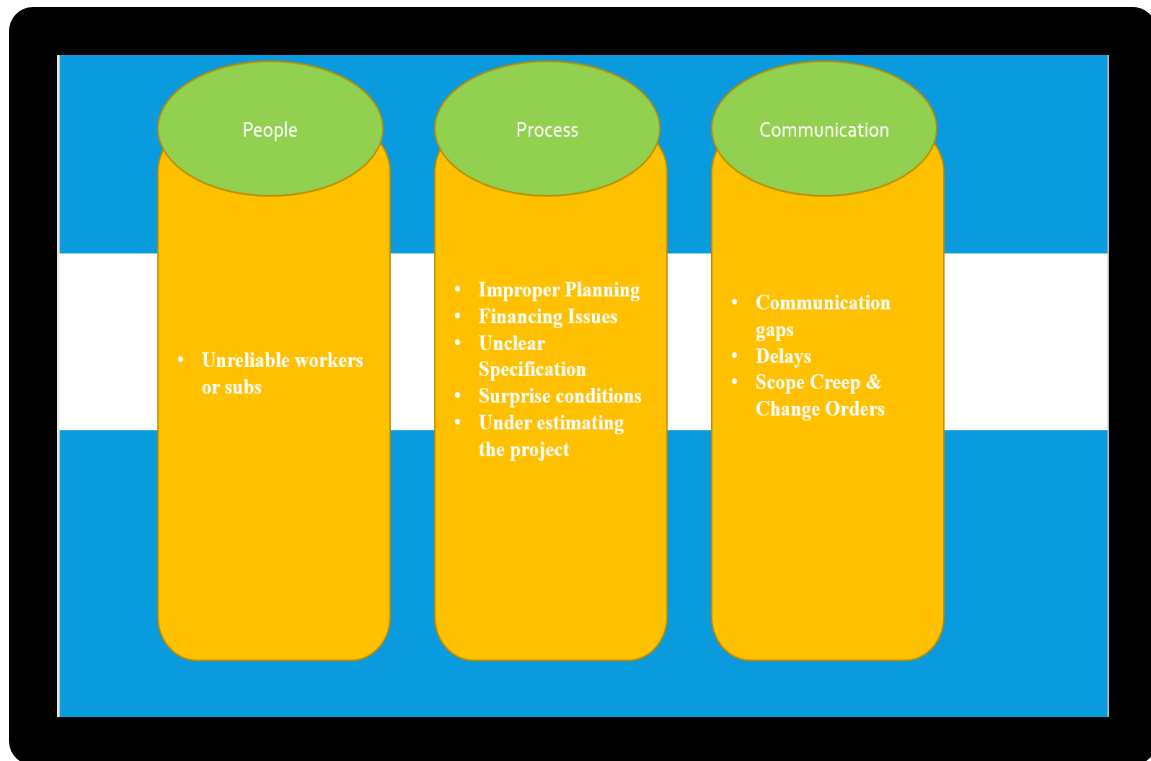 People
• Unreliable workers
or subs
Process
• Improper Planning
• Financing Issues
• Unclear
Specification
• Surprise conditions
• Under estimating
the project
Communication
• Communication
gaps
• Delays
• Scope Creep &
Change Orders